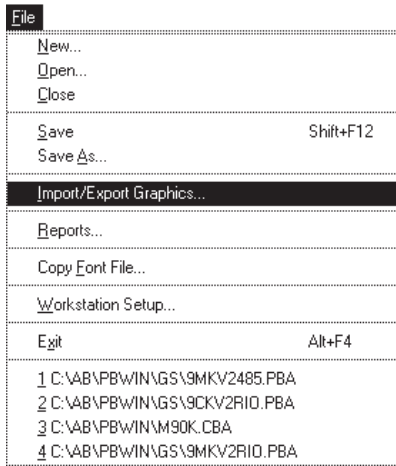 File
New...
Open...
Close
Save Shift+F12
Save As...
Import/Export Graphics...
Reports...
Copy Font File...
Workstation Setup...
Exit Alt+F4
1 C:\AB\PBWIN\GS\9MKV2485.PBA
2 C:\AB\PBWIN\GS\9CKV2RIO.PBA
3 C:\AB\PBWIN\M90K.CBA
4 C:\AB\PBWIN\GS\9MKV2RIO.PBA